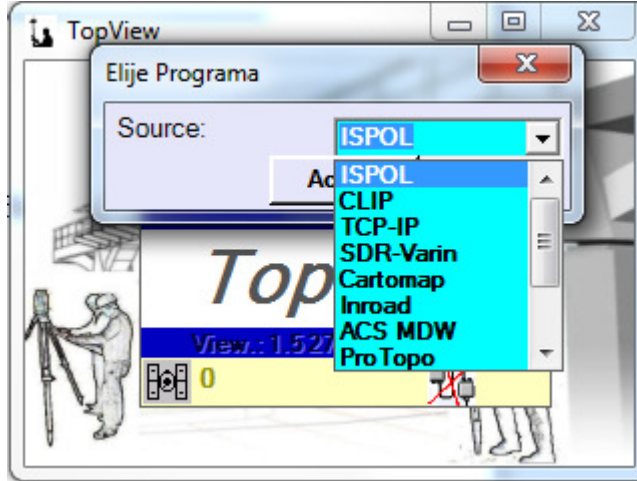 TopView
Elije Programa
Source:
ISPOL
ISPOL
CLIP
TCP-IP
SDR-Varin
Cartomap
Inroad
ACS MDW
ProTopo
Top
View.: 1.527
0